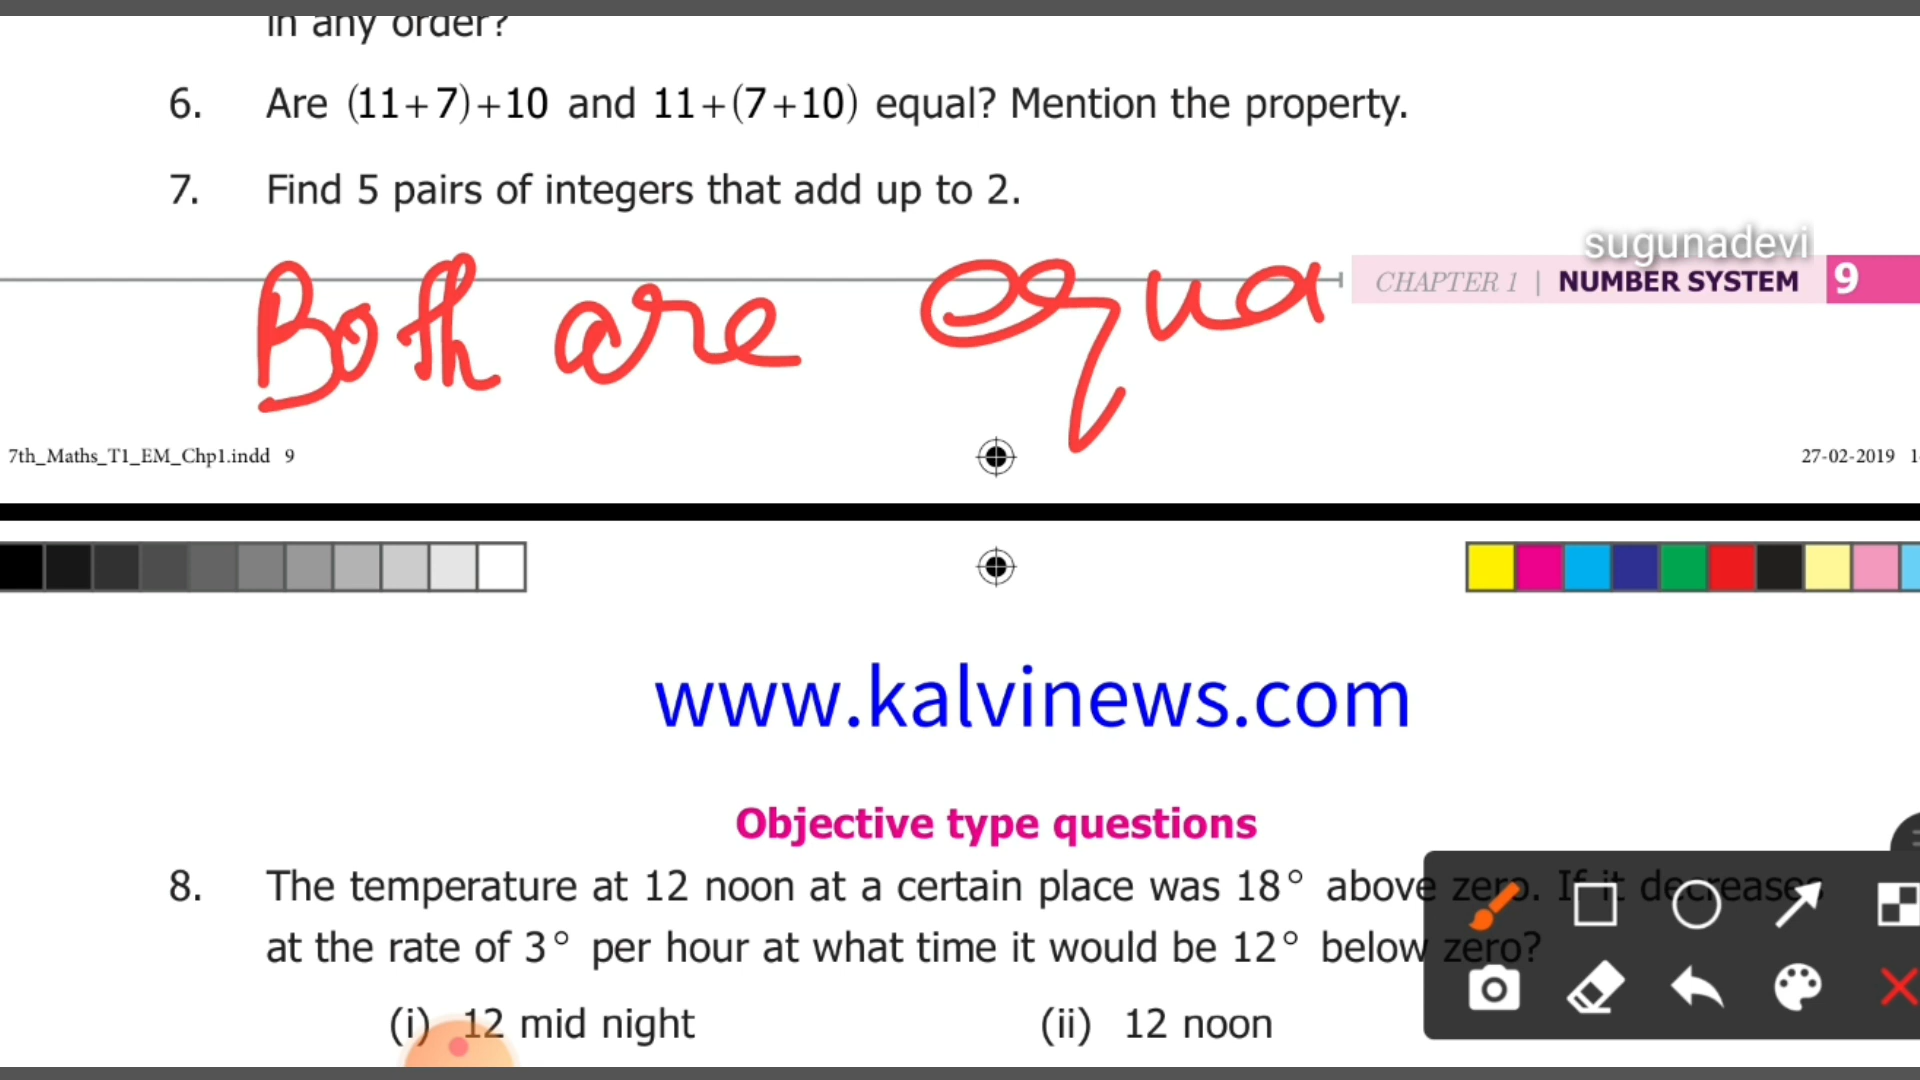 in any order?
6. Are (11+7)+10 and 11+(7+10) equal? Mention the property.
7. Find 5 pairs of integers that add up to 2.
sugunadevi
CHAPTER 1 | NUMBER SYSTEM 9
Both are equa
7th_Maths_T1_EM_Chp1.indd 9
27-02-2019 1
www.kalvinews.com
Objective type questions
8. The temperature at 12 noon at a certain place was 18° above zero. If it decreases
at the rate of 3° per hour at what time it would be 12° below zero?
(i) 12 mid night (ii) 12 noon